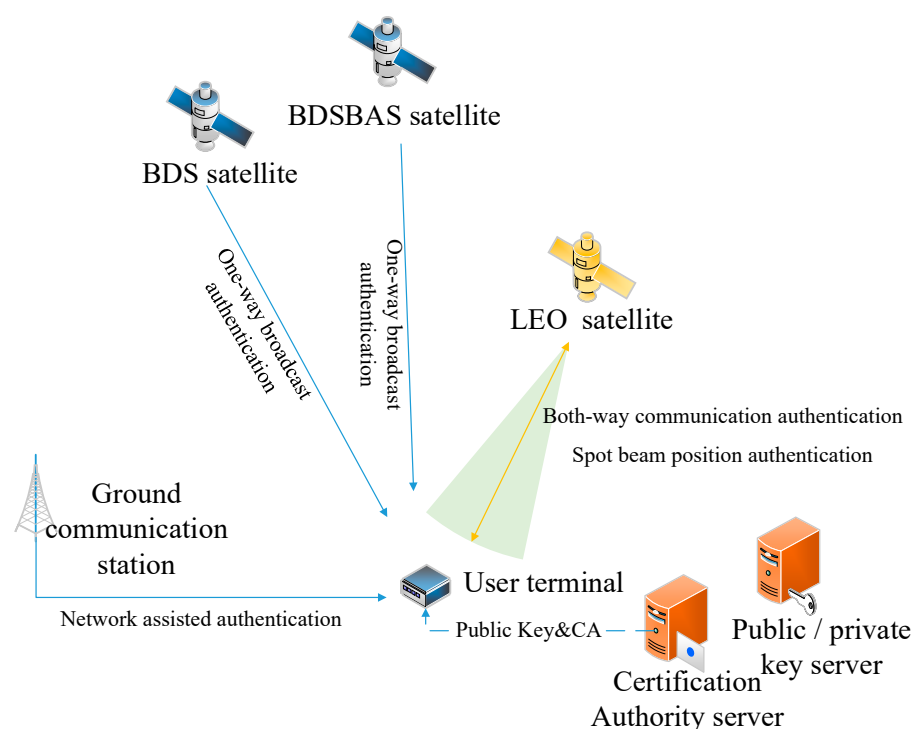 BDSBAS satellite
BDS satellite
One-way broadcast
authentication
One-way broadcast
authentication
LEO satellite
Both-way communication authentication
Spot beam position authentication
Ground
communication
station
Network assisted authentication
User terminal
Public Key&CA
Public / private
key server
Certification
Authority server